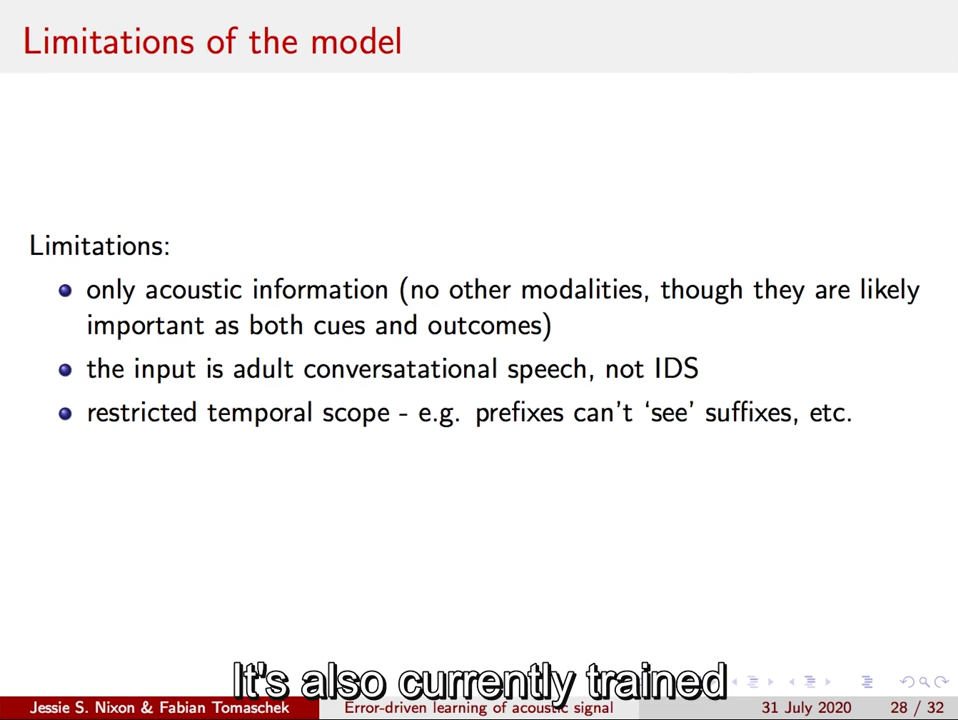 Limitations of the model
Limitations:
only acoustic information (no other modalities, though they are likely
important as both cues and outcomes)
the input is adult conversatational speech, not IDS
restricted temporal scope - e.g. prefixes can't ‘see’ suffixes, etc.
It's also currently trained
Jessie S. Nixon & Fabian Tomaschek Error-driven learning of acoustic signal 31 July 2020 28 / 32